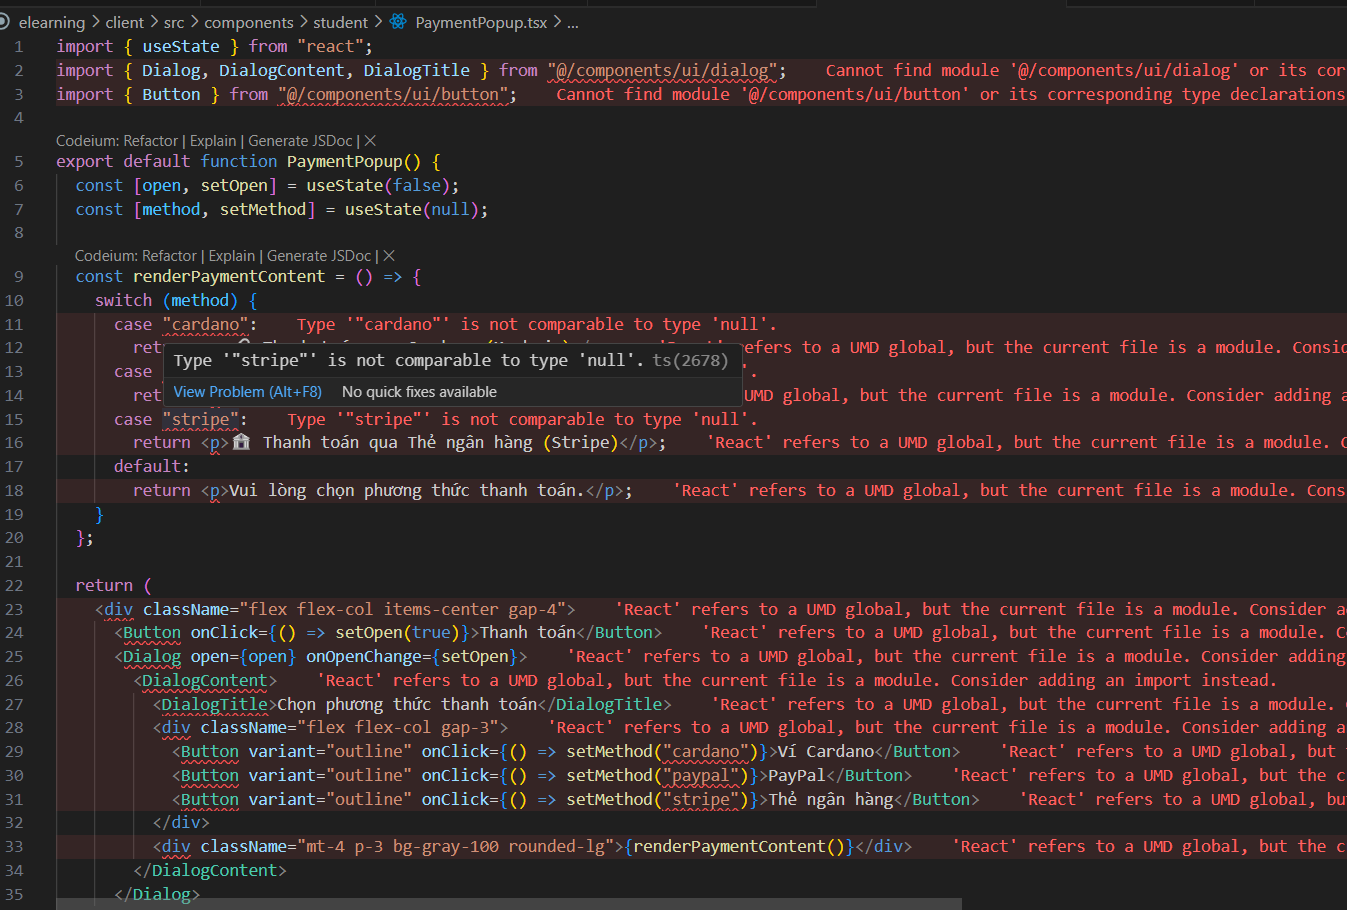 elearning > client > src > components > student > PaymentPopup.tsx > ...
1 import { useState } from "react";
2 import { Dialog, DialogContent, DialogTitle } from "@/components/ui/dialog"; Cannot find module '@/components/ui/dialog' or its cor
3 import { Button } from "@/components/ui/button"; Cannot find module '@/components/ui/button' or its corresponding type declarations
4
Codeium: Refactor | Explain | Generate JSDoc | X
5 export default function PaymentPopup() {
6 const [open, setOpen] = useState(false);
7 const [method, setMethod] = useState(null);
8
Codeium: Refactor | Explain | Generate JSDoc | X
9 const renderPaymentContent = () => {
10 switch (method) {
11 case "cardano": Type '"cardano"' is not comparable to type 'null'.
12 ret efers to a UMD global, but the current file is a module. Consid
Type '"stripe"' is not comparable to type 'null'. ts(2678)
13 case '.
View Problem (Alt+F8) No quick fixes available
14 ret UMD global, but the current file is a module. Consider adding a
15 case "stripe": Type '"stripe"' is not comparable to type 'null'.
16 return <p>🏦 Thanh toán qua Thẻ ngân hàng (Stripe)</p>; 'React' refers to a UMD global, but the current file is a module. C
17 default:
18 return <p>Vui lòng chọn phương thức thanh toán.</p>; 'React' refers to a UMD global, but the current file is a module. Cons
19 }
20 };
21
22 return (
23 <div className="flex flex-col items-center gap-4"> 'React' refers to a UMD global, but the current file is a module. Consider a
24 <Button onClick={() => setOpen(true)}>Thanh toán</Button> 'React' refers to a UMD global, but the current file is a module. C
25 <Dialog open={open} onOpenChange={setOpen}> 'React' refers to a UMD global, but the current file is a module. Consider adding
26 <DialogContent> 'React' refers to a UMD global, but the current file is a module. Consider adding an import instead.
27 <DialogTitle>Chọn phương thức thanh toán</DialogTitle> 'React' refers to a UMD global, but the current file is a module.
28 <div className="flex flex-col gap-3"> 'React' refers to a UMD global, but the current file is a module. Consider adding a
29 <Button variant="outline" onClick={() => setMethod("cardano")}>Ví Cardano</Button> 'React' refers to a UMD global, but
30 <Button variant="outline" onClick={() => setMethod("paypal")}>PayPal</Button> 'React' refers to a UMD global, but the c
31 <Button variant="outline" onClick={() => setMethod("stripe")}>Thẻ ngân hàng</Button> 'React' refers to a UMD global, bu
32 </div>
33 <div className="mt-4 p-3 bg-gray-100 rounded-lg">{renderPaymentContent()}</div> 'React' refers to a UMD global, but the c
34 </DialogContent>
35 </Dialog>